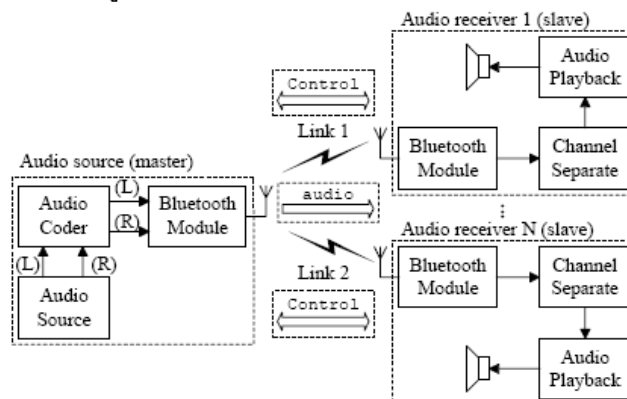 Audio receiver 1 (slave)
Audio
Playback
Control
Link 1
Bluetooth
Module
Channel
Separate
Audio source (master)
(L)
(R)
Audio
Coder
Bluetooth
Module
audio
(L)
(R)
Audio
Source
Audio receiver N (slave)
Link 2
Bluetooth
Module
Channel
Separate
Control
Audio
Playback